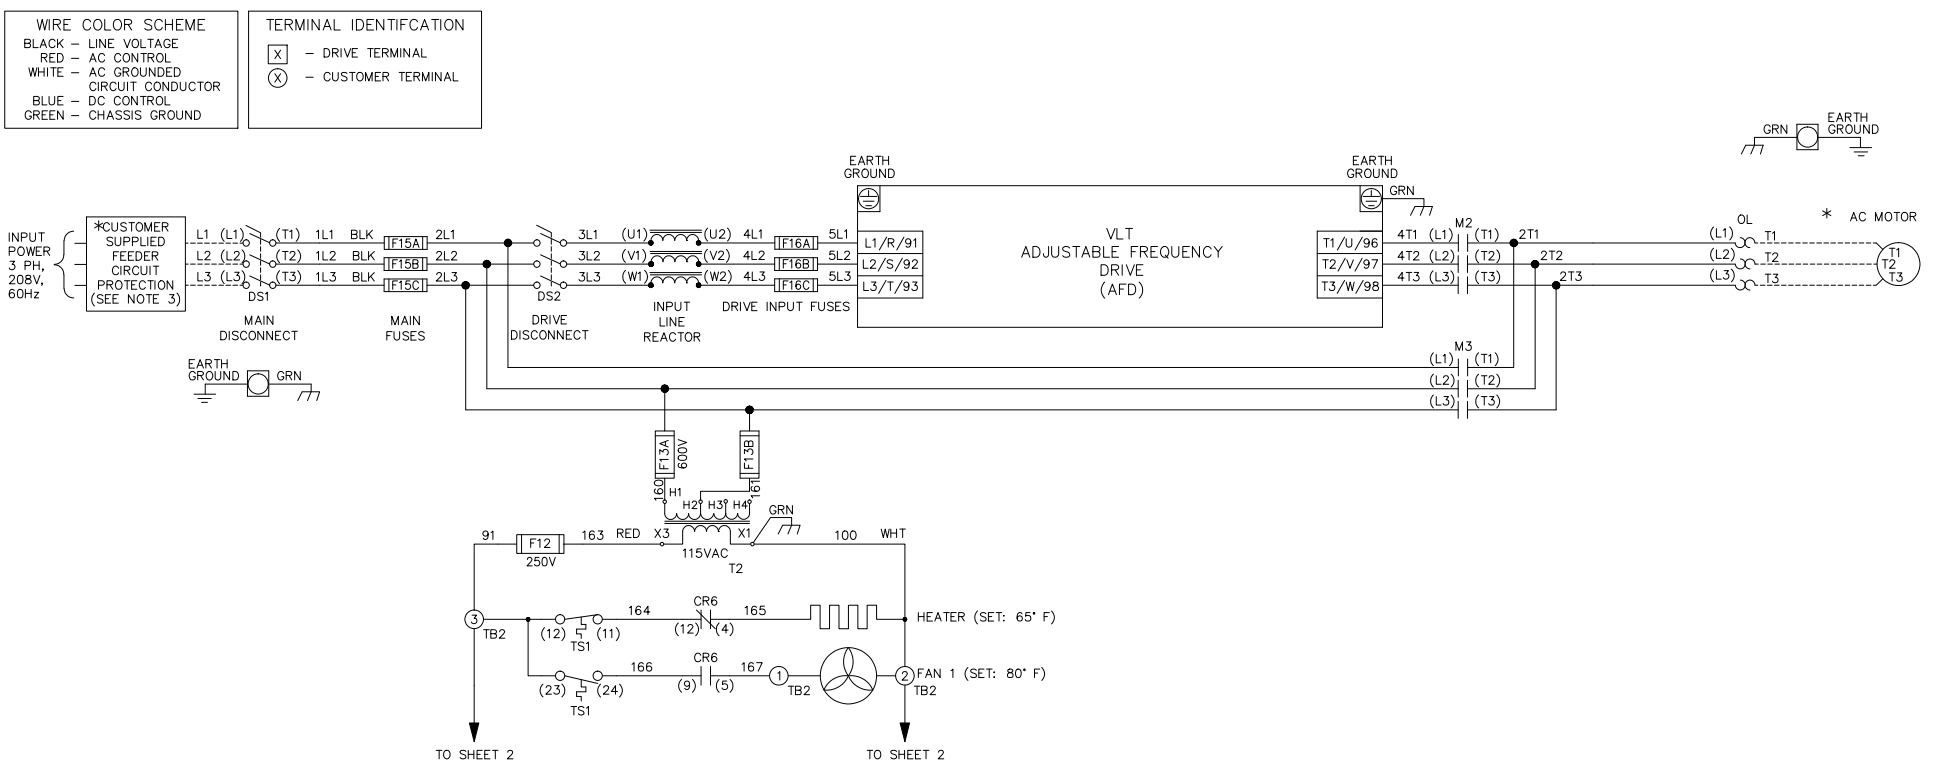 WIRE COLOR SCHEME
BLACK – LINE VOLTAGE
RED – AC CONTROL
WHITE – AC GROUNDED
CIRCUIT CONDUCTOR
BLUE – DC CONTROL
GREEN – CHASSIS GROUND
TERMINAL IDENTIFCATION
X – DRIVE TERMINAL
X – CUSTOMER TERMINAL
GRN
EARTH
GROUND
INPUT
POWER
3 PH,
208V,
60Hz
*CUSTOMER
SUPPLIED
FEEDER
CIRCUIT
PROTECTION
(SEE NOTE 3)
L1 (L1) (T1) 1L1 BLK F15A 2L1
L2 (L2) (T2) 1L2 BLK F15B 2L2
L3 (L3) (T3) 1L3 BLK F15C 2L3
DS1
MAIN
DISCONNECT
MAIN
FUSES
3L1 (U1) (U2) 4L1 F16A 5L1
3L2 (V1) (V2) 4L2 F16B 5L2
3L3 (W1) (W2) 4L3 F16C 5L3
DS2
DRIVE
DISCONNECT
INPUT
LINE
REACTOR
DRIVE INPUT FUSES
EARTH
GROUND
L1/R/91
L2/S/92
L3/T/93
VLT
ADJUSTABLE FREQUENCY
DRIVE
(AFD)
EARTH
GROUND
GRN
T1/U/96
T2/V/97
T3/W/98
M2
4T1 (L1) (T1) 2T1
4T2 (L2) (T2) 2T2
4T3 (L3) (T3) 2T3
OL
(L1) T1
(L2) T2
(L3) T3
* AC MOTOR
T1
T2
T3
M3
(L1) (T1)
(L2) (T2)
(L3) (T3)
EARTH
GROUND
GRN
F13A
600V
F13B
160
161
H1
H2
H3
H4
GRN
91 F12 163 RED X3 X1 100 WHT
250V
115VAC
T2
3
TB2
(12) (11)
TS1
164
CR6
(12) (4)
165
HEATER (SET: 65° F)
(23) (24)
TS1
166
CR6
(9) (5)
167
1
TB2
2
TB2
FAN 1 (SET: 80° F)
TO SHEET 2
TO SHEET 2